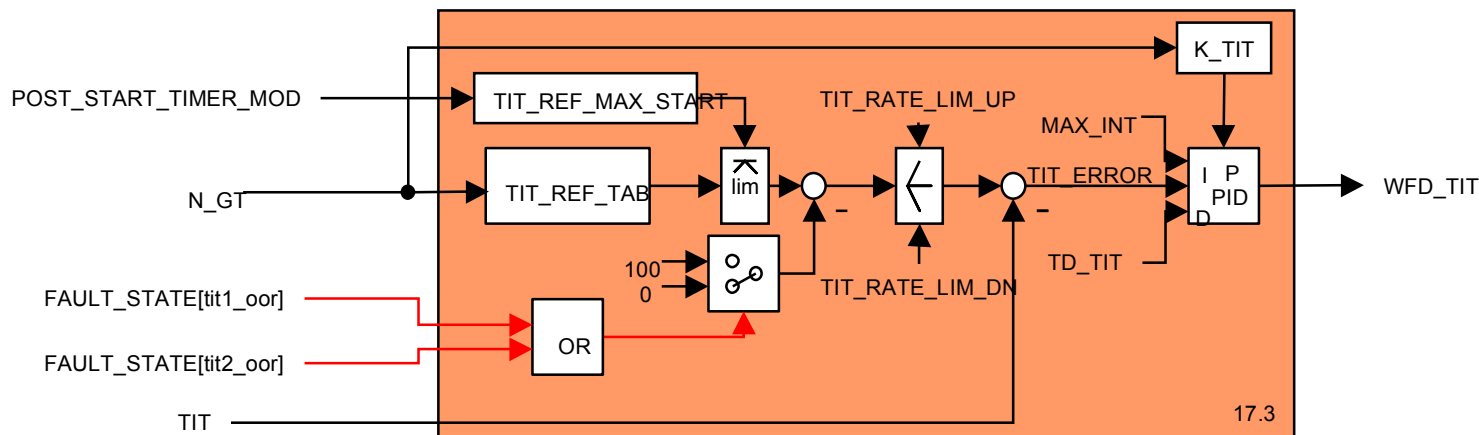 K_TIT
POST_START_TIMER_MOD
TIT_REF_MAX_START
TIT_RATE_LIM_UP
MAX_INT
N_GT
TIT_REF_TAB
lim
TIT_ERROR
I P
PID
D
WFD_TIT
-
-
100
0
TD_TIT
TIT_RATE_LIM_DN
FAULT_STATE[tit1_oor]
OR
FAULT_STATE[tit2_oor]
TIT
17.3